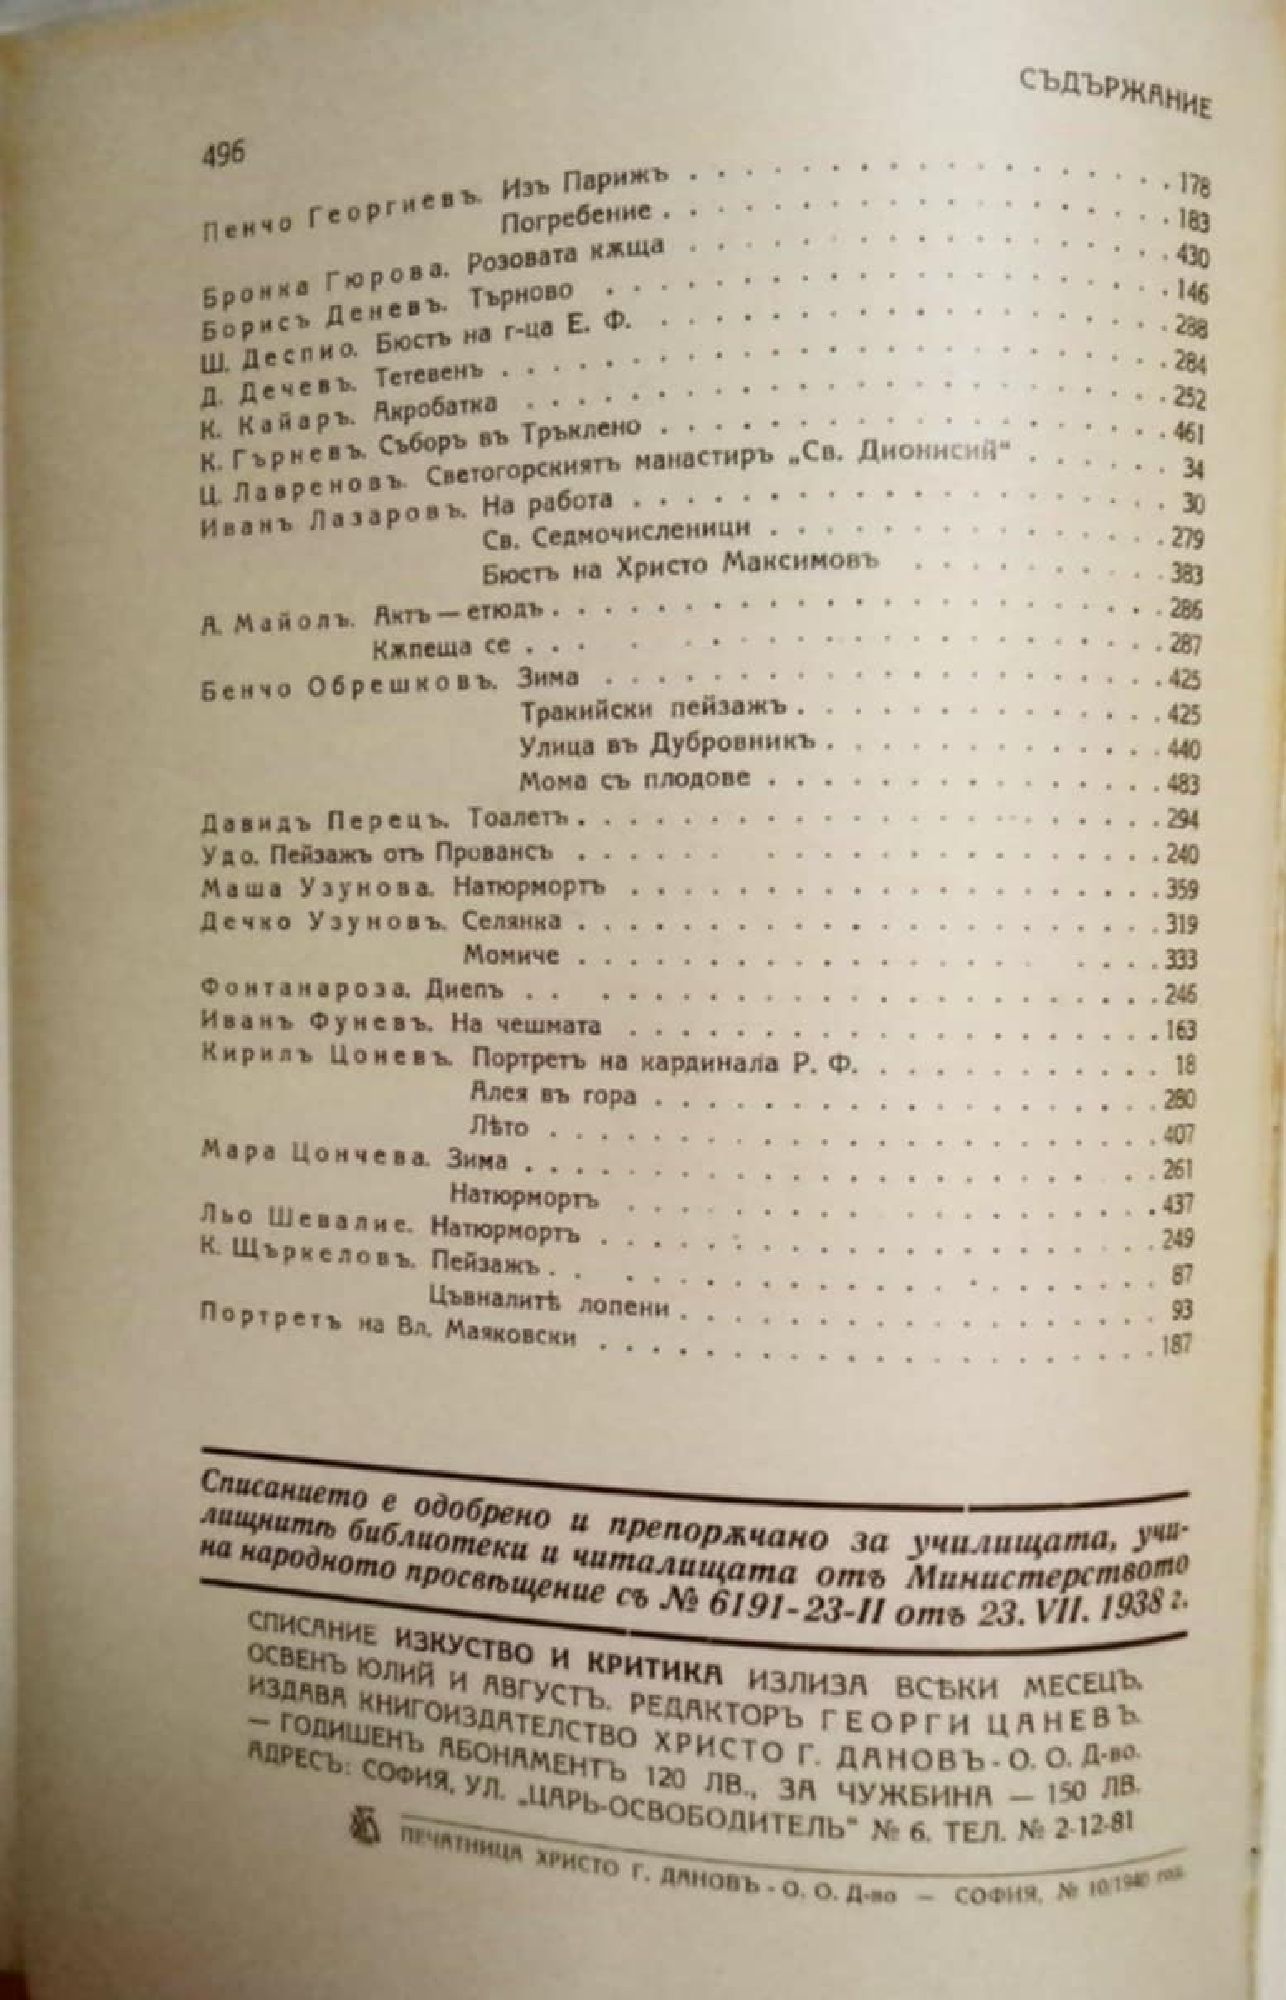 СЪДЪРЖАНИЕ
496
Пенчо Георгиевъ. Изъ Парижъ . . . . . . . . . . . . . . . . . . 178
Погребение . . . . . . . . . . . . . . . . . . 183
Бронка Гюрова. Розовата кѫща . . . . . . . . . . . . . . . . . . 430
Борисъ Деневъ. Търново . . . . . . . . . . . . . . . . . . 146
Ш. Деспио. Бюстъ на г-ца Е. Ф. . . . . . . . . . . . . . . . . . . 288
Д. Дечевъ. Тетевенъ . . . . . . . . . . . . . . . . . . 284
К. Кайаръ. Акробатка . . . . . . . . . . . . . . . . . . 252
К. Гърневъ. Съборъ въ Тръклено . . . . . . . . . . . . . . . . . . 461
Ц. Лавреновъ. Светогорскиятъ манастиръ „Св. Дионисий“ . . . . . . 34
Иванъ Лазаровъ. На работа . . . . . . . . . . . . . . . . . . 30
Св. Седмочисленици . . . . . . . . . . . . . . . 279
Бюстъ на Христо Максимовъ . . . . . . . . . . 383
А. Майолъ. Актъ — етюдъ . . . . . . . . . . . . . . . . . . 286
Кѫпеща се . . . . . . . . . . . . . . . . . . 287
Бенчо Обрешковъ. Зима . . . . . . . . . . . . . . . . . . 425
Тракийски пейзажъ . . . . . . . . . . . . . . 425
Улица въ Дубровникъ . . . . . . . . . . . . . 440
Мома съ плодове . . . . . . . . . . . . . . . 483
Давидъ Перецъ. Тоалетъ . . . . . . . . . . . . . . . . . . 294
Удо. Пейзажъ отъ Провансъ . . . . . . . . . . . . . . . . . . 240
Маша Узунова. Натюрмортъ . . . . . . . . . . . . . . . . . . 359
Дечко Узуновъ. Селянка . . . . . . . . . . . . . . . . . . 319
Момиче . . . . . . . . . . . . . . . . . . 333
Фонтанароза. Диепъ . . . . . . . . . . . . . . . . . . 246
Иванъ Фуневъ. На чешмата . . . . . . . . . . . . . . . . . . 163
Кирилъ Цоневъ. Портретъ на кардинала Р. Ф. . . . . . . . . . . . 18
Алея въ гора . . . . . . . . . . . . . . . . . . 280
Лѣто . . . . . . . . . . . . . . . . . . 407
Мара Цончева. Зима . . . . . . . . . . . . . . . . . . 261
Натюрмортъ . . . . . . . . . . . . . . . . . . 437
Льо Шевалие. Натюрмортъ . . . . . . . . . . . . . . . . . . 249
К. Щъркеловъ. Пейзажъ . . . . . . . . . . . . . . . . . . 87
Цъвналитѣ лопени . . . . . . . . . . . . . . . . . . 93
Портретъ на Вл. Маяковски . . . . . . . . . . . . . . . . . . 187
Списанието е одобрено и препорѫчано за училищата, учи-
лищнитѣ библиотеки и читалищата отъ Министерството
на народното просвѣщение съ № 6191-23-II отъ 23. VII. 1938 г.
СПИСАНИЕ ИЗКУСТВО И КРИТИКА ИЗЛИЗА ВСѢКИ МЕСЕЦЪ,
ОСВЕНЪ ЮЛИЙ И АВГУСТЪ. РЕДАКТОРЪ ГЕОРГИ ЦАНЕВЪ.
ИЗДАВА КНИГОИЗДАТЕЛСТВО ХРИСТО Г. ДАНОВЪ - О. О. Д-во.
— ГОДИШЕНЪ АБОНАМЕНТЪ 120 ЛВ., ЗА ЧУЖБИНА — 150 ЛВ.
АДРЕСЪ: СОФИЯ, УЛ. „ЦАРЬ-ОСВОБОДИТЕЛЬ“ № 6. ТЕЛ. № 2-12-81
ПЕЧАТНИЦА ХРИСТО Г. ДАНОВЪ - О. О. Д-во — СОФИЯ, № 10/1940 год.